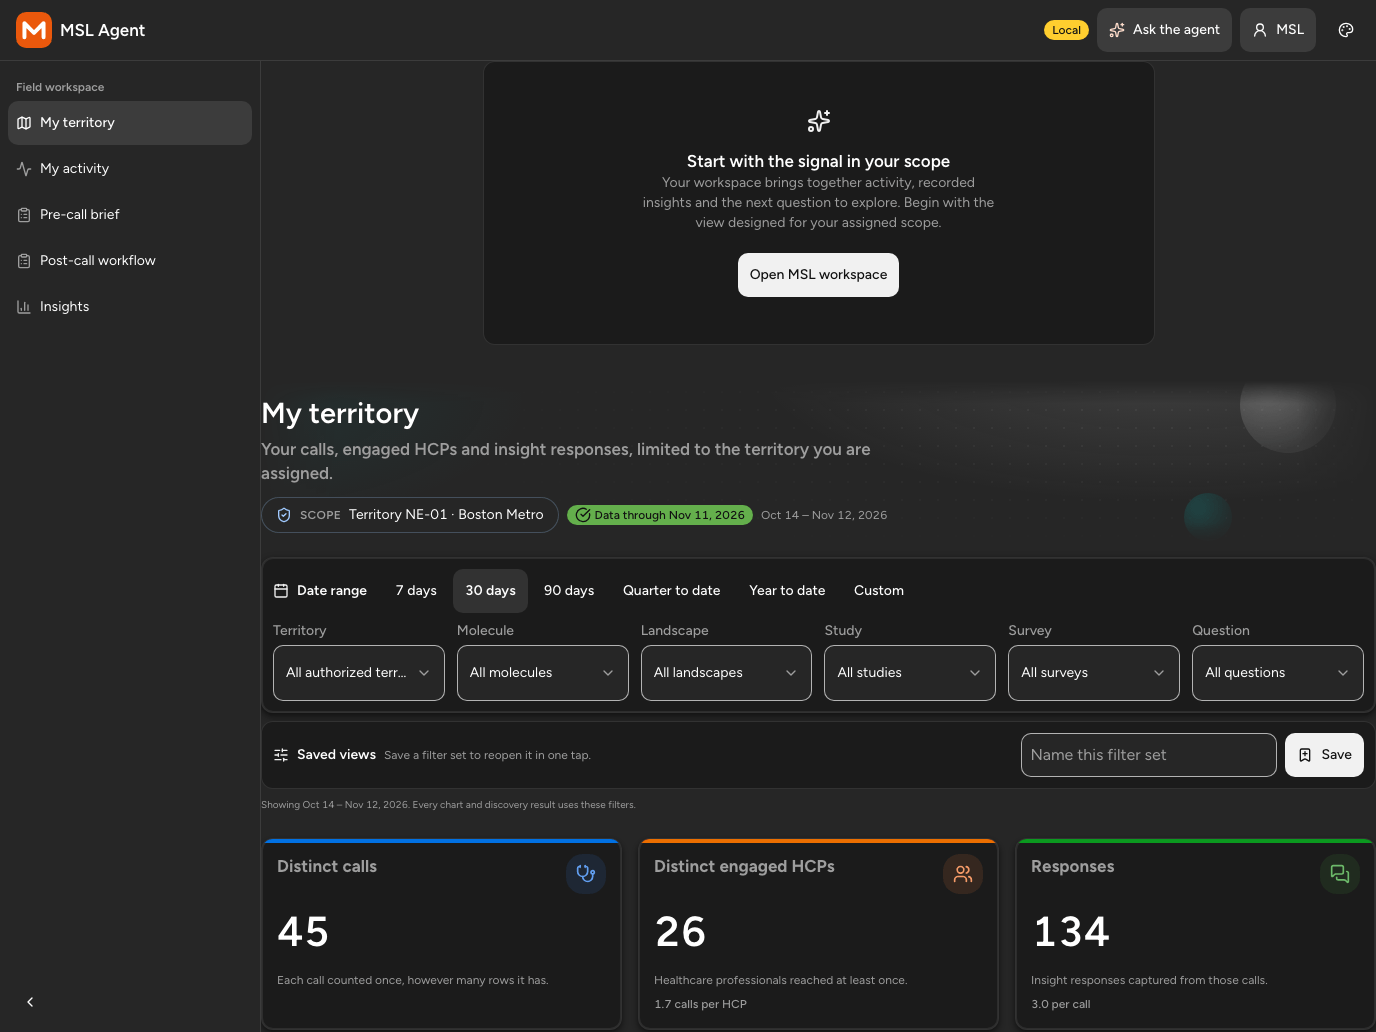 MSL Agent
Local
Ask the agent
MSL
Field workspace
My territory
My activity
Pre-call brief
Post-call workflow
Insights
Start with the signal in your scope
Your workspace brings together activity, recorded
insights and the next question to explore. Begin with the
view designed for your assigned scope.
Open MSL workspace
My territory
Your calls, engaged HCPs and insight responses, limited to the territory you are
assigned.
SCOPE Territory NE-01 · Boston Metro
Data through Nov 11, 2026
Oct 14 – Nov 12, 2026
Date range
7 days
30 days
90 days
Quarter to date
Year to date
Custom
Territory
Molecule
Landscape
Study
Survey
Question
All authorized terr...
All molecules
All landscapes
All studies
All surveys
All questions
Saved views Save a filter set to reopen it in one tap.
Name this filter set
Save
Showing Oct 14 – Nov 12, 2026. Every chart and discovery result uses these filters.
Distinct calls
45
Each call counted once, however many rows it has.
Distinct engaged HCPs
26
Healthcare professionals reached at least once.
1.7 calls per HCP
Responses
134
Insight responses captured from those calls.
3.0 per call